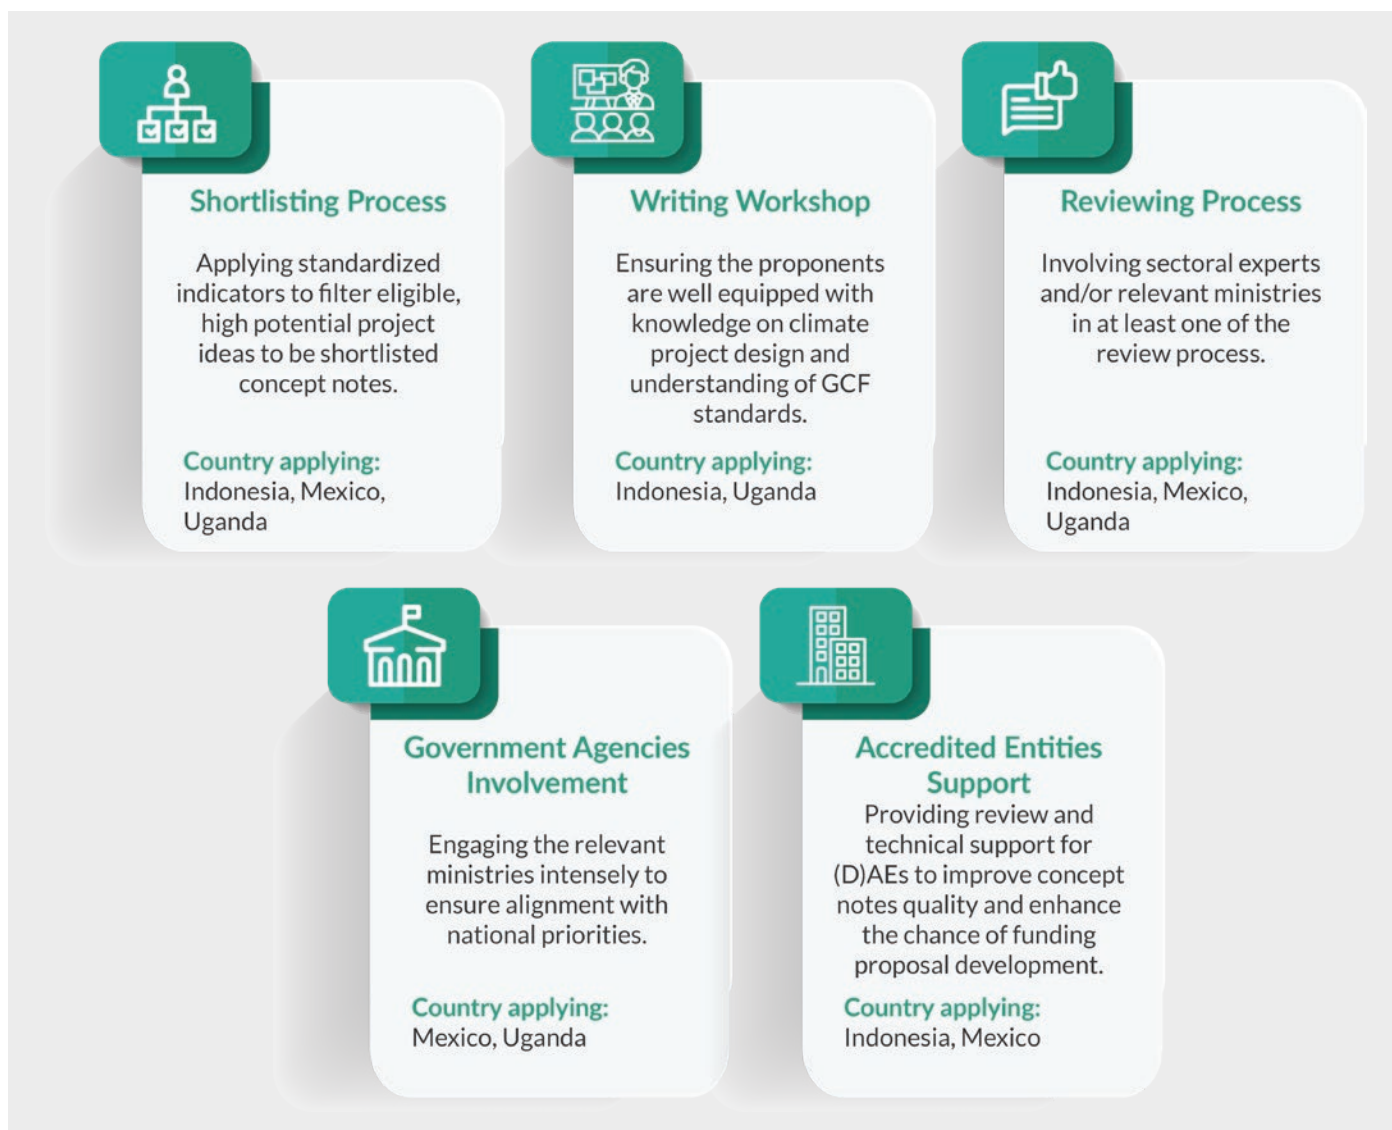 Shortlisting Process
Applying standardized
indicators to filter eligible,
high potential project
ideas to be shortlisted
concept notes.
Country applying:
Indonesia, Mexico,
Uganda
Writing Workshop
Ensuring the proponents
are well equipped with
knowledge on climate
project design and
understanding of GCF
standards.
Country applying:
Indonesia, Uganda
Reviewing Process
Involving sectoral experts
and/or relevant ministries
in at least one of the
review process.
Country applying:
Indonesia, Mexico,
Uganda
Government Agencies
Involvement
Engaging the relevant
ministries intensely to
ensure alignment with
national priorities.
Country applying:
Mexico, Uganda
Accredited Entities
Support
Providing review and
technical support for
(D)AEs to improve concept
notes quality and enhance
the chance of funding
proposal development.
Country applying:
Indonesia, Mexico